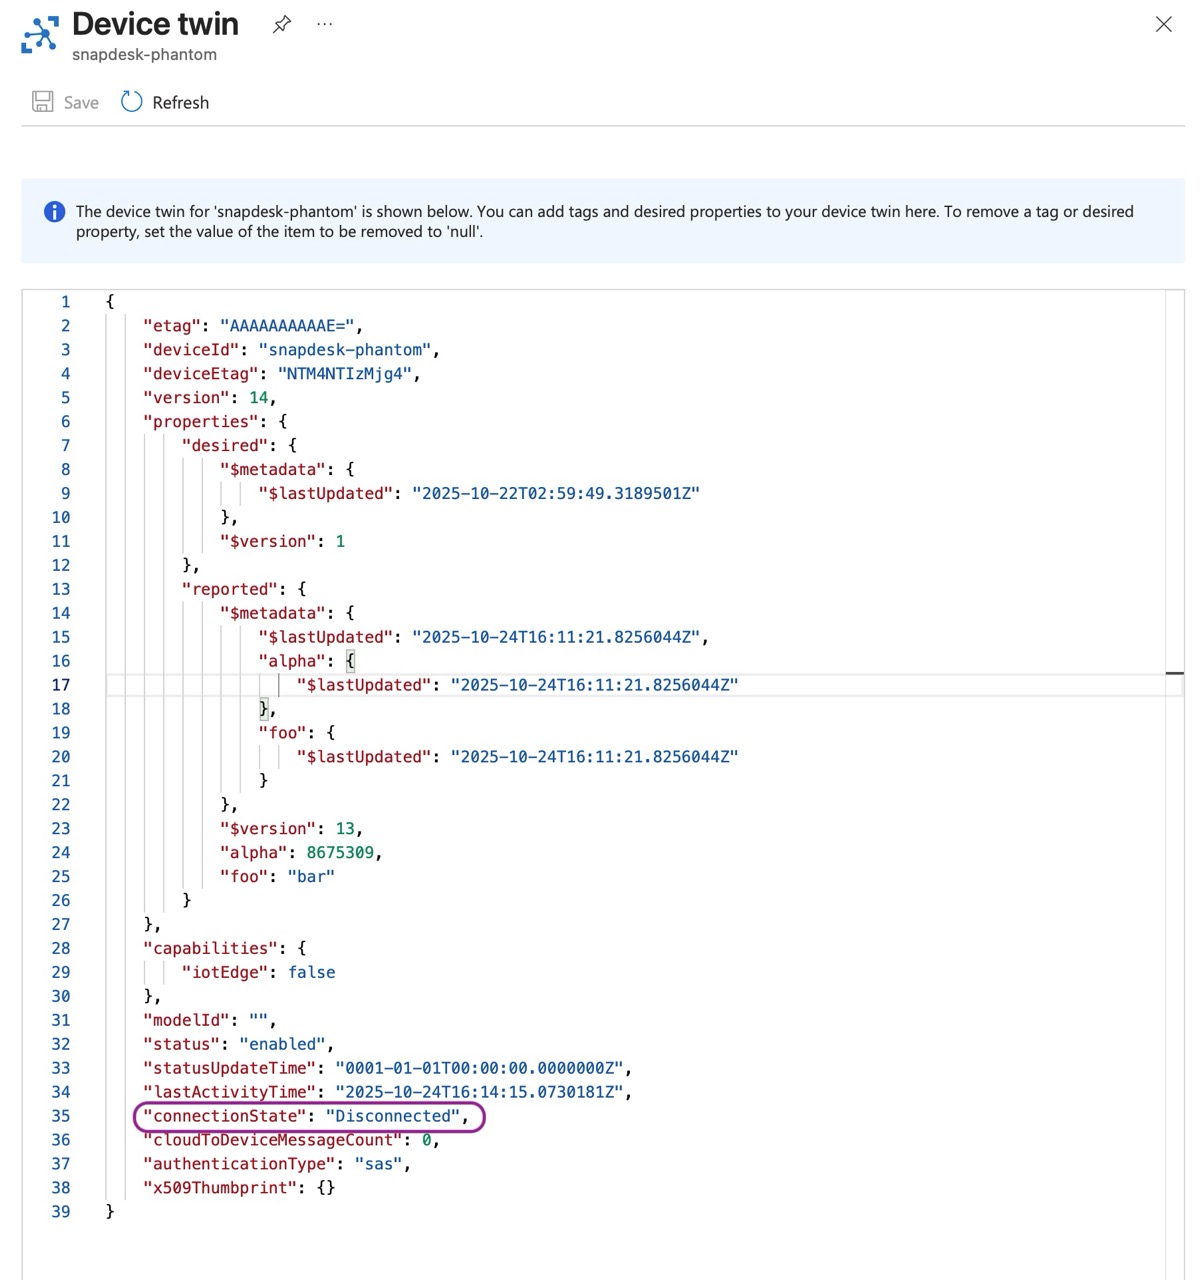 Device twin
snapdesk-phantom
Save Refresh
The device twin for 'snapdesk-phantom' is shown below. You can add tags and desired properties to your device twin here. To remove a tag or desired
property, set the value of the item to be removed to 'null'.
1 {
2 "etag": "AAAAAAAAAAE=",
3 "deviceId": "snapdesk-phantom",
4 "deviceEtag": "NTM4NTIzMjg4",
5 "version": 14,
6 "properties": {
7 "desired": {
8 "$metadata": {
9 "$lastUpdated": "2025-10-22T02:59:49.3189501Z"
10 },
11 "$version": 1
12 },
13 "reported": {
14 "$metadata": {
15 "$lastUpdated": "2025-10-24T16:11:21.8256044Z",
16 "alpha": {
17 "$lastUpdated": "2025-10-24T16:11:21.8256044Z"
18 },
19 "foo": {
20 "$lastUpdated": "2025-10-24T16:11:21.8256044Z"
21 }
22 },
23 "$version": 13,
24 "alpha": 8675309,
25 "foo": "bar"
26 }
27 },
28 "capabilities": {
29 "iotEdge": false
30 },
31 "modelId": "",
32 "status": "enabled",
33 "statusUpdateTime": "0001-01-01T00:00:00.0000000Z",
34 "lastActivityTime": "2025-10-24T16:14:15.0730181Z",
35 "connectionState": "Disconnected",
36 "cloudToDeviceMessageCount": 0,
37 "authenticationType": "sas",
38 "x509Thumbprint": {}
39 }